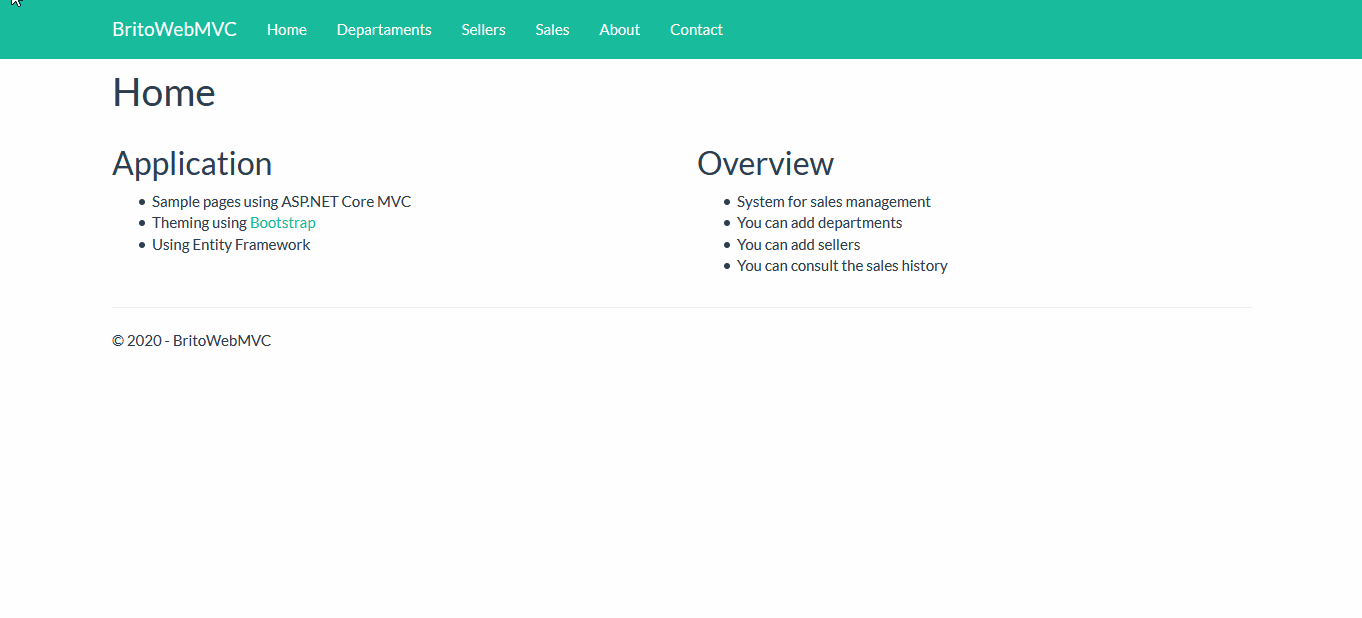 BritoWebMVC Home Departaments Sellers Sales About Contact
Home
Application
• Sample pages using ASP.NET Core MVC
• Theming using Bootstrap
• Using Entity Framework
Overview
• System for sales management
• You can add departments
• You can add sellers
• You can consult the sales history
© 2020 - BritoWebMVC